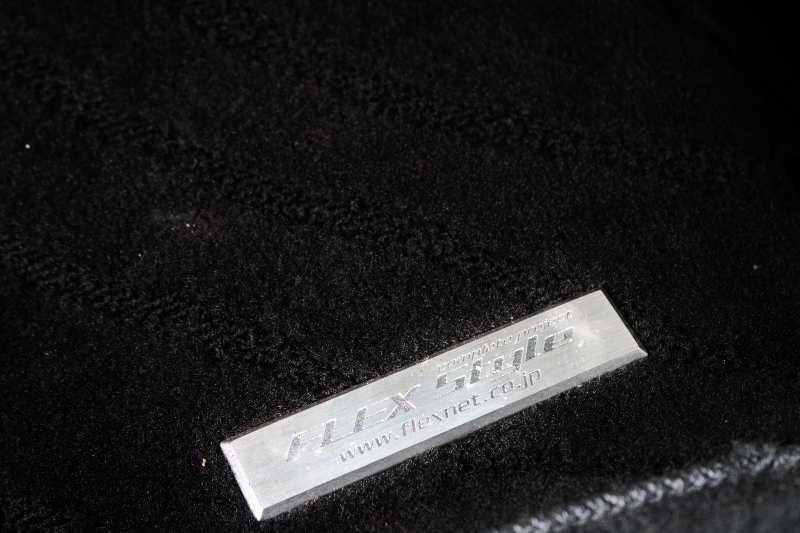 complete project
FLEX Style
www.flexnet.co.jp